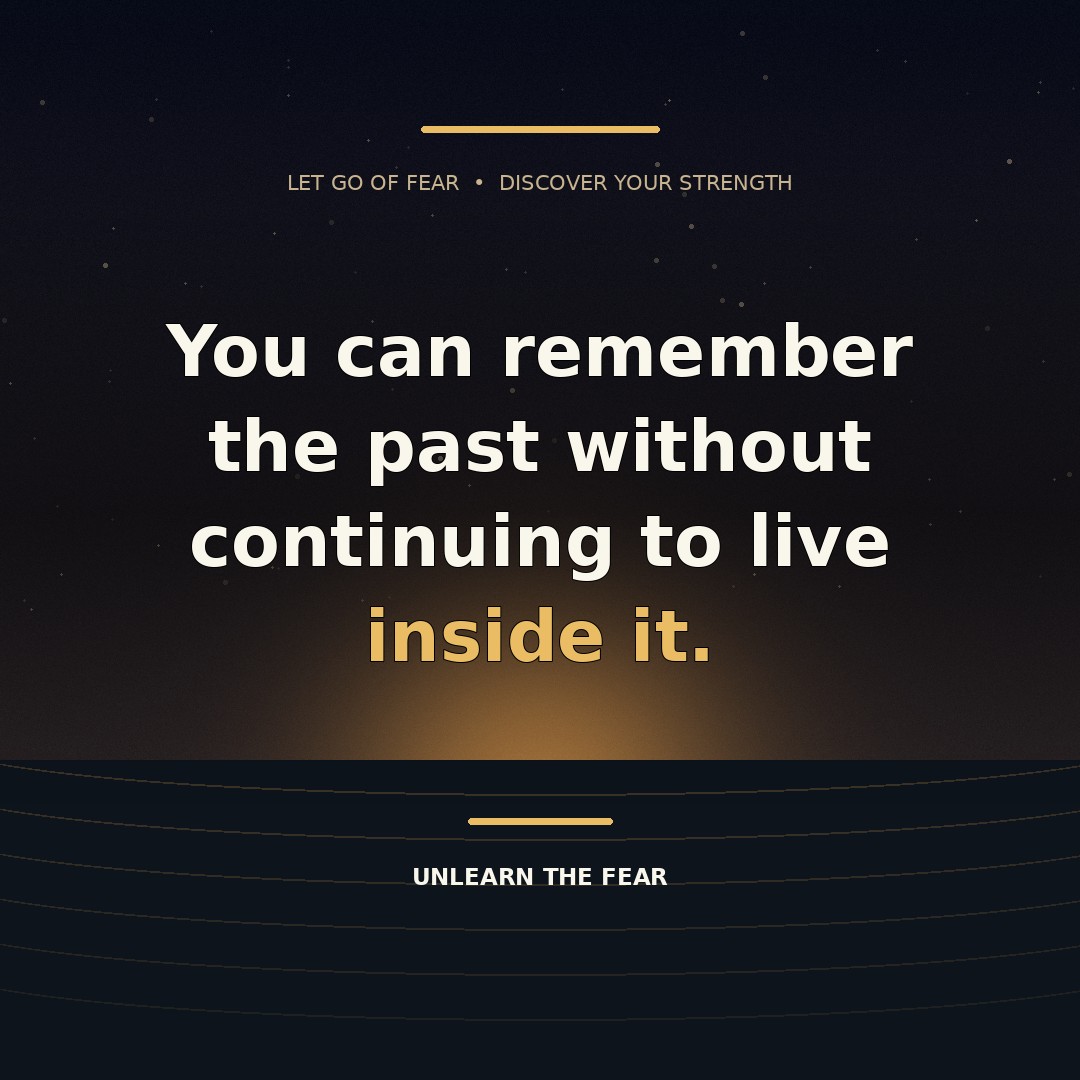 LET GO OF FEAR • DISCOVER YOUR STRENGTH
You can remember
the past without
continuing to live
inside it.
UNLEARN THE FEAR